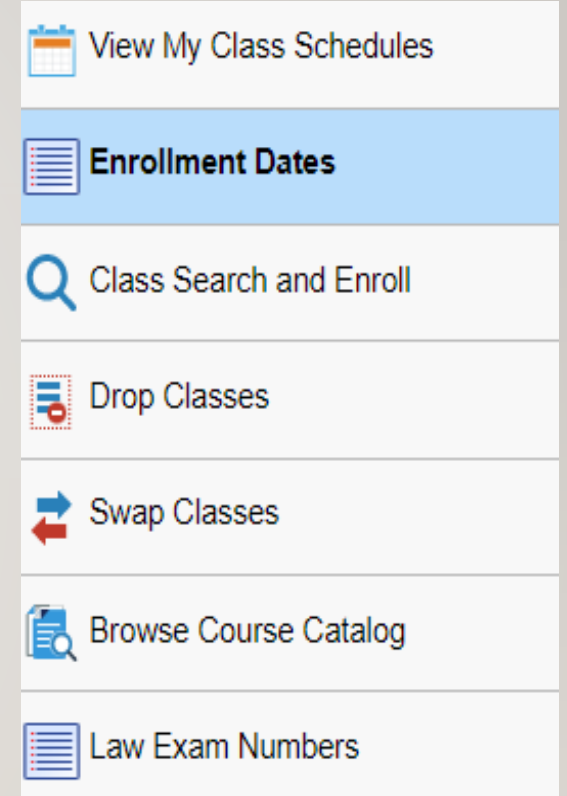 View My Class Schedules
Enrollment Dates
Class Search and Enroll
Drop Classes
Swap Classes
Browse Course Catalog
Law Exam Numbers